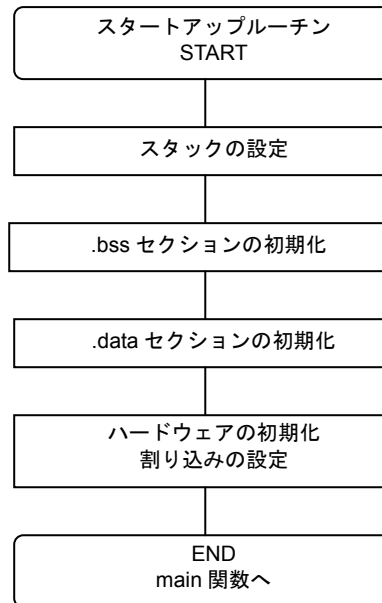 スタートアップルーチン
START
スタックの設定
.bss セクションの初期化
.data セクションの初期化
ハードウェアの初期化
割り込みの設定
END
main 関数へ